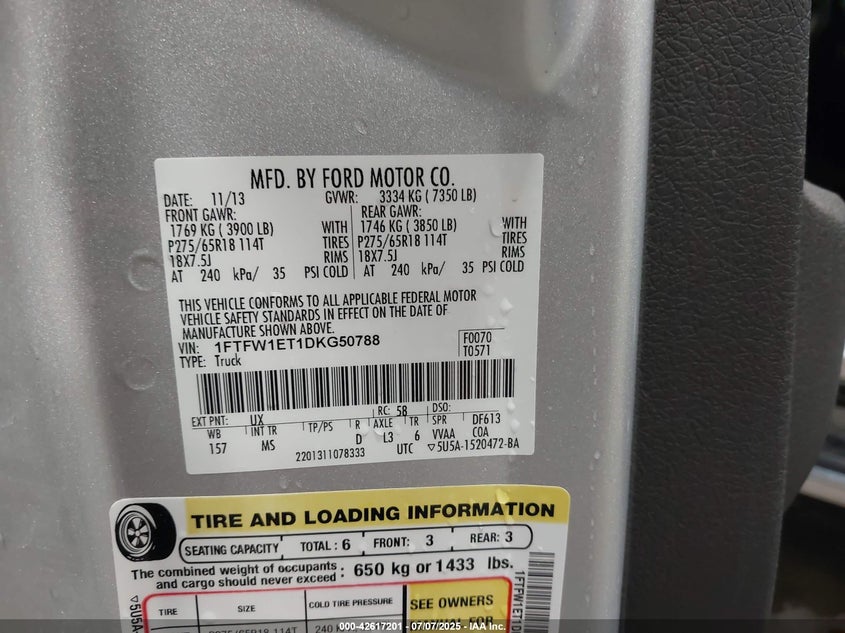 MFD. BY FORD MOTOR CO.
DATE: 11/13 GVWR: 3334 KG ( 7350 LB)
FRONT GAWR: REAR GAWR:
1769 KG ( 3900 LB) WITH 1746 KG ( 3850 LB) WITH
P275/65R18 114T TIRES P275/65R18 114T TIRES
18X7.5J RIMS 18X7.5J RIMS
AT 240 kPa/ 35 PSI COLD AT 240 kPa/ 35 PSI COLD
THIS VEHICLE CONFORMS TO ALL APPLICABLE FEDERAL MOTOR
VEHICLE SAFETY STANDARDS IN EFFECT ON THE DATE OF
MANUFACTURE SHOWN ABOVE.
VIN: 1FTFW1ET1DKG50788 F0070
TYPE: Truck T0571
EXT PNT: UX RC: 58 DSO:
WB INT TR TP/PS R AXLE TR SPR DF613
157 MS D L3 6 VVAA COA
2201311078333 UTC ▽5U5A-1520472-BA
TIRE AND LOADING INFORMATION
SEATING CAPACITY TOTAL : 6 FRONT: 3 REAR: 3
The combined weight of occupants : 650 kg or 1433 lbs.
and cargo should never exceed
TIRE SIZE COLD TIRE PRESSURE SEE OWNERS
MANUAL FOR
▽5U5A
1FTFW1ET1D
000-42617201 - 07/07/2025 - IAA, Inc.